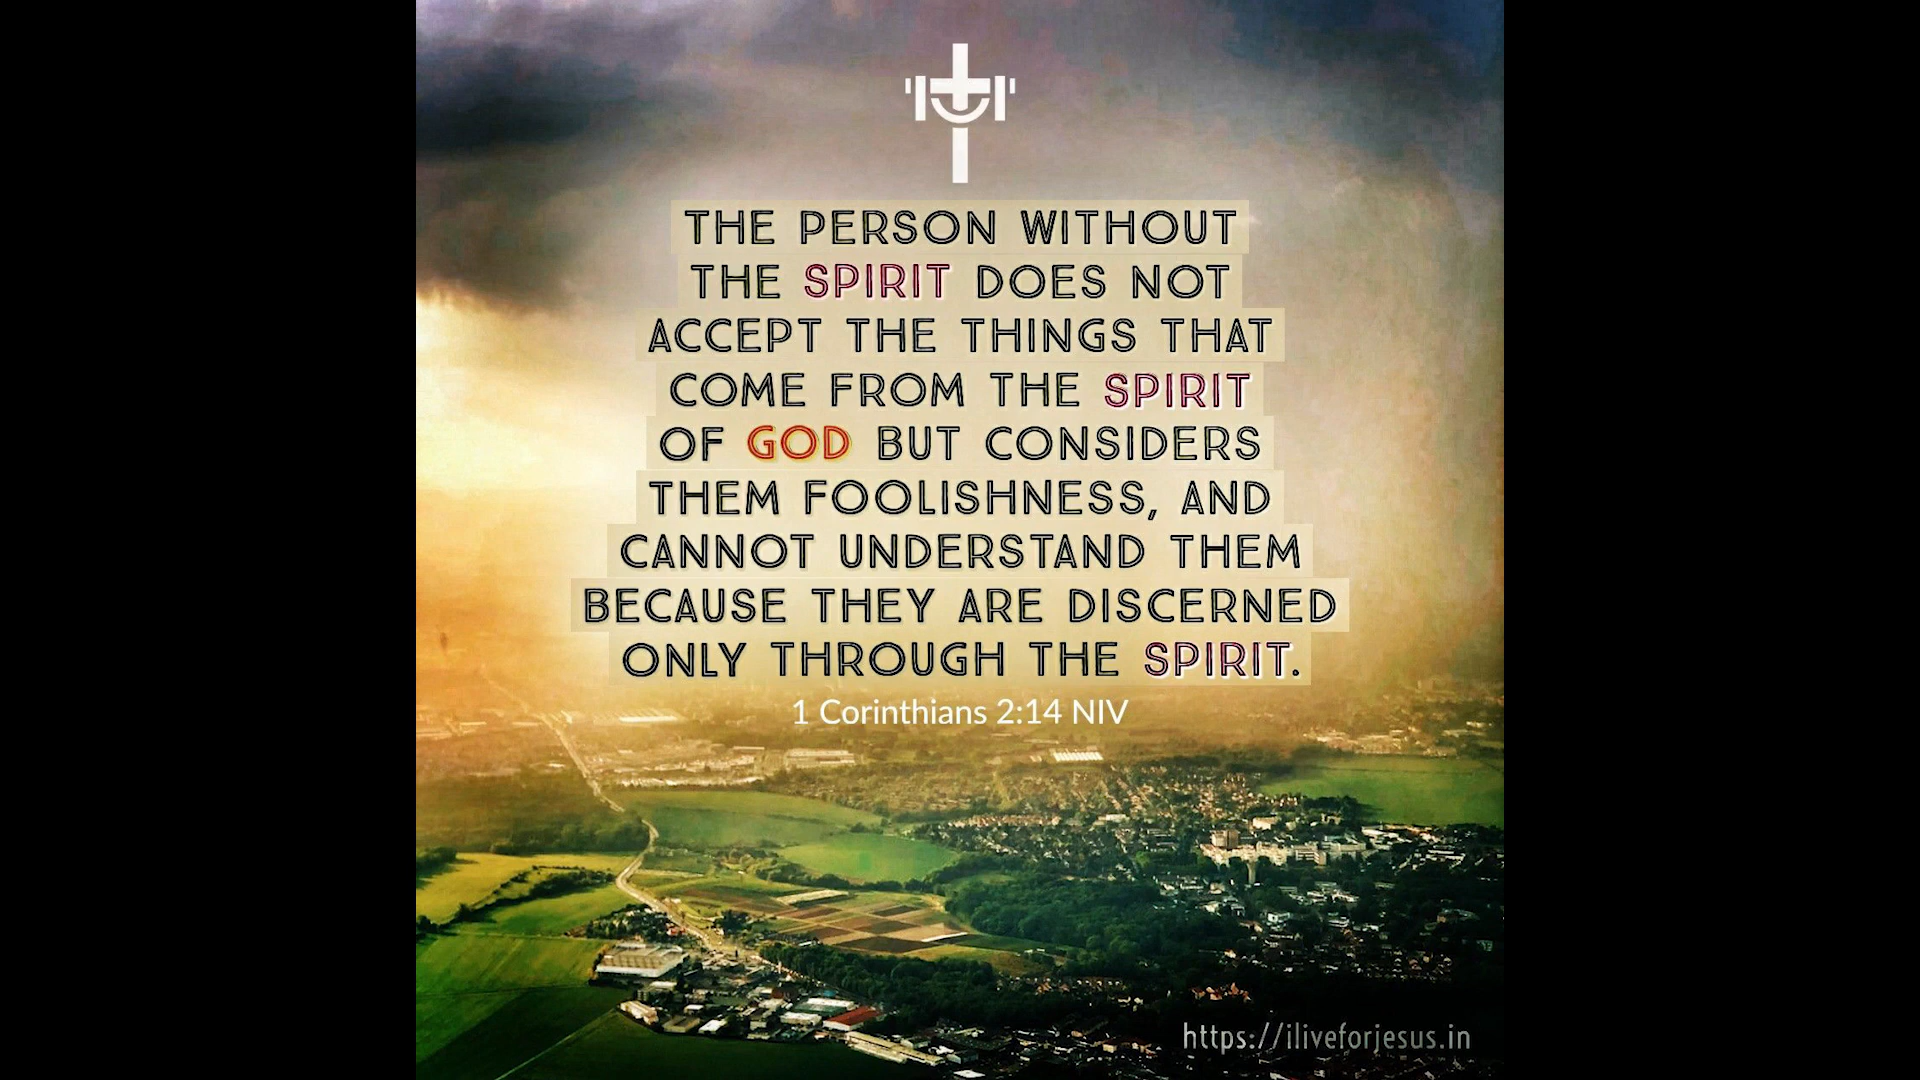 THE PERSON WITHOUT
THE SPIRIT DOES NOT
ACCEPT THE THINGS THAT
COME FROM THE SPIRIT
OF GOD BUT CONSIDERS
THEM FOOLISHNESS, AND
CANNOT UNDERSTAND THEM
BECAUSE THEY ARE DISCERNED
ONLY THROUGH THE SPIRIT.
1 Corinthians 2:14 NIV
https://iliveforjesus.in